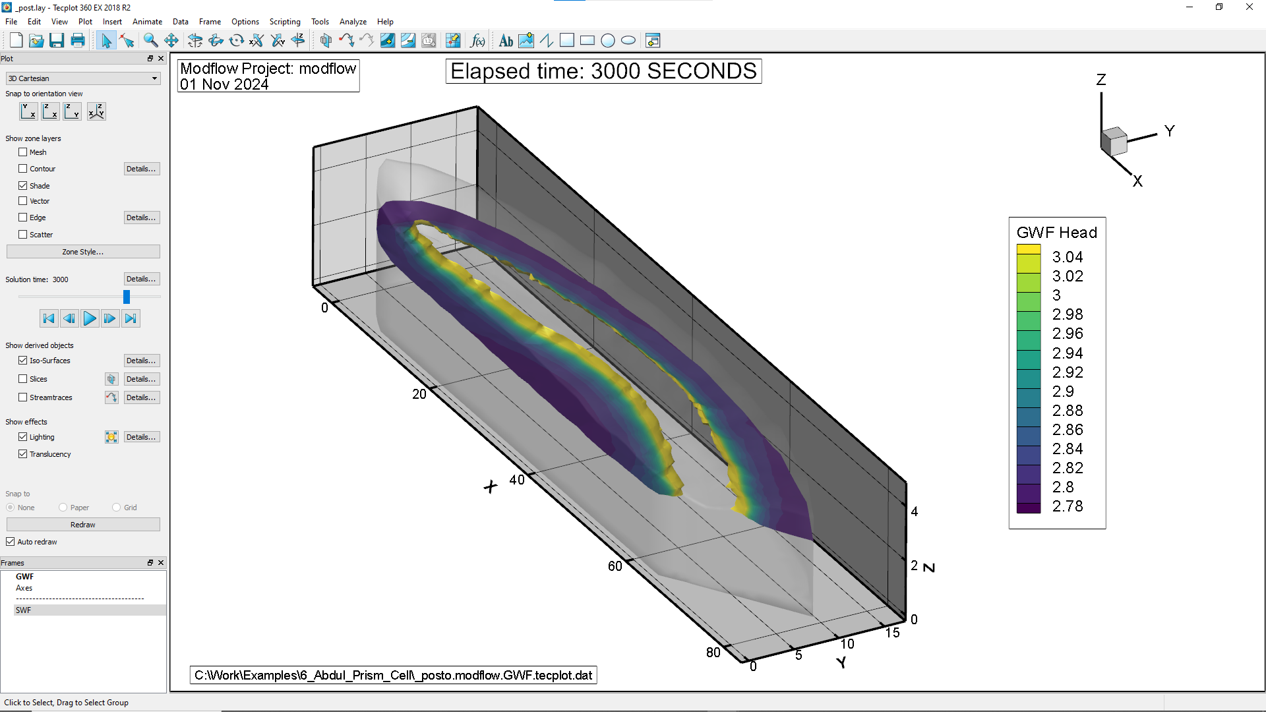 _post.lay - Tecplot 360 EX 2018 R2
File Edit View Plot Insert Animate Data Frame Options Scripting Tools Analyze Help
Plot
3D Cartesian
Snap to orientation view
Show zone layers
Mesh
Contour Details...
Shade
Vector
Edge Details...
Scatter
Zone Style...
Solution time: 3000 Details...
Show derived objects
Iso-Surfaces Details...
Slices Details...
Streamtraces Details...
Show effects
Lighting Details...
Translucency
Snap to
None Paper Grid
Redraw
Auto redraw
Frames
GWF
Axes
SWF
Click to Select, Drag to Select Group
Modflow Project: modflow
01 Nov 2024
Elapsed time: 3000 SECONDS
Z
Y
X
GWF Head
3.04
3.02
3
2.98
2.96
2.94
2.92
2.9
2.88
2.86
2.84
2.82
2.8
2.78
0
20
X 40
60
80
0 5 10 15
Y
4
2 Z
0
C:\Work\Examples\6_Abdul_Prism_Cell\_posto.modflow.GWF.tecplot.dat